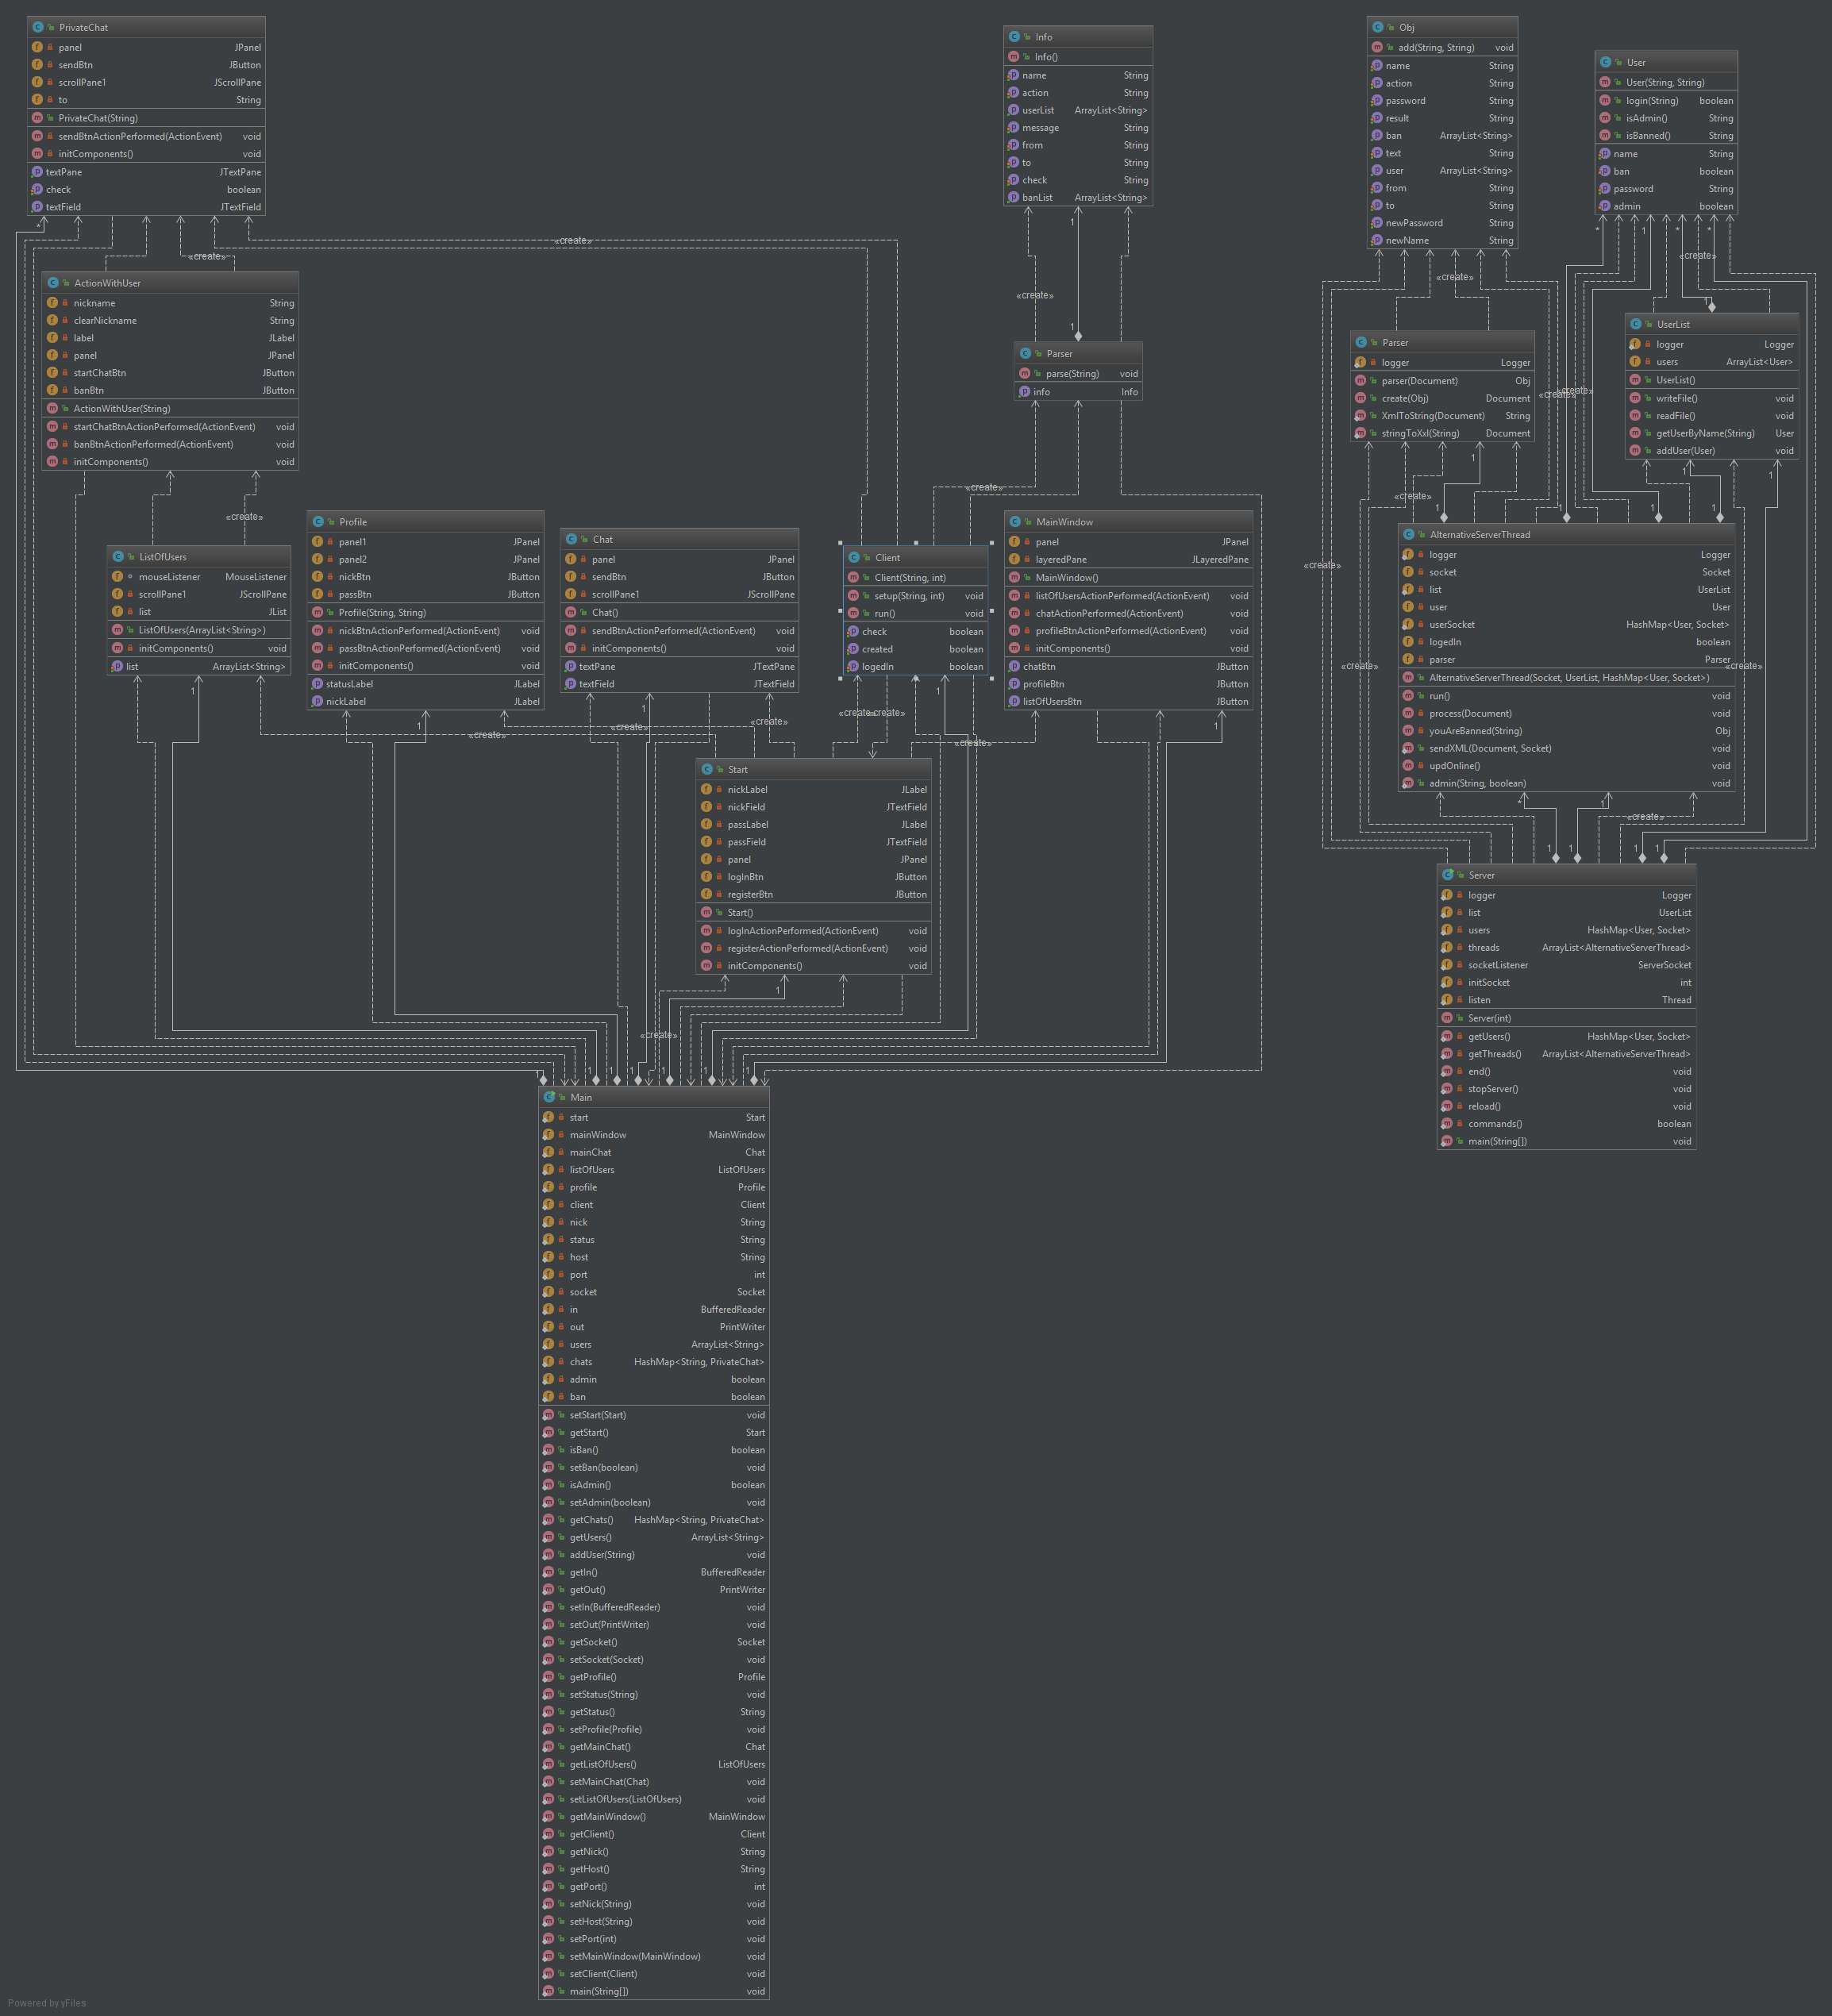 PrivateChat
panel JPanel
sendBtn JButton
scrollPane1 JScrollPane
to String
PrivateChat(String)
sendBtnActionPerformed(ActionEvent) void
initComponents() void
textPane JTextPane
check boolean
textField JTextField
Info
Info()
name String
action String
userList ArrayList<String>
message String
from String
to String
check String
banList ArrayList<String>
Obj
add(String, String) void
name String
action String
password String
result String
ban ArrayList<String>
text String
user ArrayList<String>
from String
to String
newPassword String
newName String
User
User(String, String)
login(String) boolean
isAdmin() String
isBanned() String
name String
ban boolean
password String
admin boolean
*
1
*
1
*
*
«create»
«create»
«create»
«create»
«create»
ActionWithUser
nickname String
clearNickname String
label JLabel
panel JPanel
startChatBtn JButton
banBtn JButton
ActionWithUser(String)
startChatBtnActionPerformed(ActionEvent) void
banBtnActionPerformed(ActionEvent) void
initComponents() void
1
Parser
parse(String) void
info Info
Parser
logger Logger
parser(Document) Obj
create(Obj) Document
XmlToString(Document) String
stringToXxl(String) Document
1
UserList
logger Logger
users ArrayList<User>
UserList()
writeFile() void
readFile() void
getUserByName(String) User
addUser(User) void
«create»
«create»
1
1
1
«create»
«create»
«create»
1
1
1
1
ListOfUsers
mouseListener MouseListener
scrollPane1 JScrollPane
list JList
ListOfUsers(ArrayList<String>)
initComponents() void
list ArrayList<String>
Profile
panel1 JPanel
panel2 JPanel
nickBtn JButton
passBtn JButton
Profile(String, String)
nickBtnActionPerformed(ActionEvent) void
passBtnActionPerformed(ActionEvent) void
initComponents() void
statusLabel JLabel
nickLabel JLabel
Chat
panel JPanel
sendBtn JButton
scrollPane1 JScrollPane
Chat()
sendBtnActionPerformed(ActionEvent) void
initComponents() void
textPane JTextPane
textField JTextField
Client
Client(String, int)
setup(String, int) void
run() void
check boolean
created boolean
logedIn boolean
MainWindow
panel JPanel
layeredPane JLayeredPane
MainWindow()
listOfUsersActionPerformed(ActionEvent) void
chatActionPerformed(ActionEvent) void
profileBtnActionPerformed(ActionEvent) void
initComponents() void
chatBtn JButton
profileBtn JButton
listOfUsersBtn JButton
AlternativeServerThread
logger Logger
socket Socket
list UserList
user User
userSocket HashMap<User, Socket>
logedIn boolean
parser Parser
AlternativeServerThread(Socket, UserList, HashMap<User, Socket>)
run() void
process(Document) void
youAreBanned(String) Obj
sendXML(Document, Socket) void
updOnline() void
admin(String, boolean) void
«create»
«create»
«create»
1
1
1
1
1
«create»
«create»
«create»
«create»
«create»
«create»
Start
nickLabel JLabel
nickField JTextField
passLabel JLabel
passField JTextField
panel JPanel
logInBtn JButton
registerBtn JButton
Start()
logInActionPerformed(ActionEvent) void
registerActionPerformed(ActionEvent) void
initComponents() void
*
1
«create»
1
1
1
1
Server
logger Logger
list UserList
users HashMap<User, Socket>
threads ArrayList<AlternativeServerThread>
socketListener ServerSocket
initSocket int
listen Thread
Server(int)
getUsers() HashMap<User, Socket>
getThreads() ArrayList<AlternativeServerThread>
end() void
stopServer() void
reload() void
commands() boolean
main(String[]) void
1
«create»
1
1
1
1
1
1
1
Main
start Start
mainWindow MainWindow
mainChat Chat
listOfUsers ListOfUsers
profile Profile
client Client
nick String
status String
host String
port int
socket Socket
in BufferedReader
out PrintWriter
users ArrayList<String>
chats HashMap<String, PrivateChat>
admin boolean
ban boolean
setStart(Start) void
getStart() Start
isBan() boolean
setBan(boolean) void
isAdmin() boolean
setAdmin(boolean) void
getChats() HashMap<String, PrivateChat>
getUsers() ArrayList<String>
addUser(String) void
getIn() BufferedReader
getOut() PrintWriter
setIn(BufferedReader) void
setOut(PrintWriter) void
getSocket() Socket
setSocket(Socket) void
getProfile() Profile
setStatus(String) void
getStatus() String
setProfile(Profile) void
getMainChat() Chat
getListOfUsers() ListOfUsers
setMainChat(Chat) void
setListOfUsers(ListOfUsers) void
getMainWindow() MainWindow
getClient() Client
getNick() String
getHost() String
getPort() int
setNick(String) void
setHost(String) void
setPort(int) void
setMainWindow(MainWindow) void
setClient(Client) void
main(String[]) void
Powered by yFiles